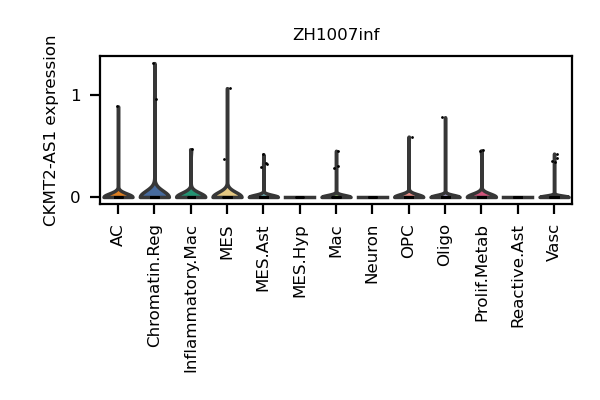 ZH1007inf
CKMT2-AS1 expression
1
0
AC
Chromatin.Reg
Inflammatory.Mac
MES
MES.Ast
MES.Hyp
Mac
Neuron
OPC
Oligo
Prolif.Metab
Reactive.Ast
Vasc